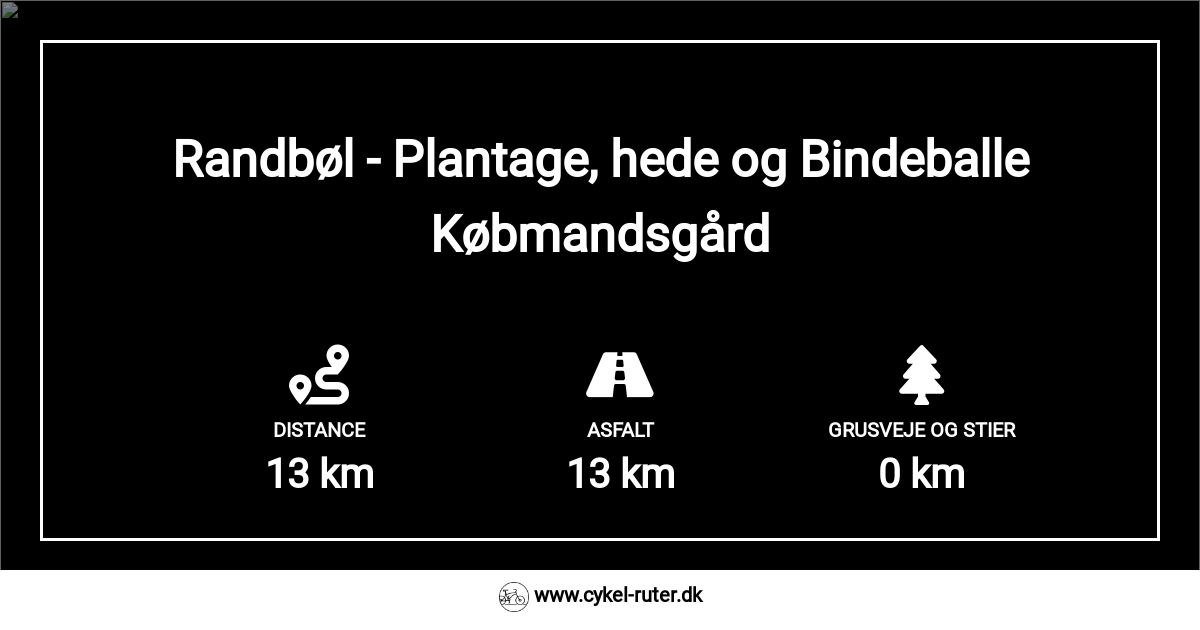 Randbøl - Plantage, hede og Bindeballe
Købmandsgård
DISTANCE
13 km
ASFALT
13 km
GRUSVEJE OG STIER
0 km
www.cykel-ruter.dk